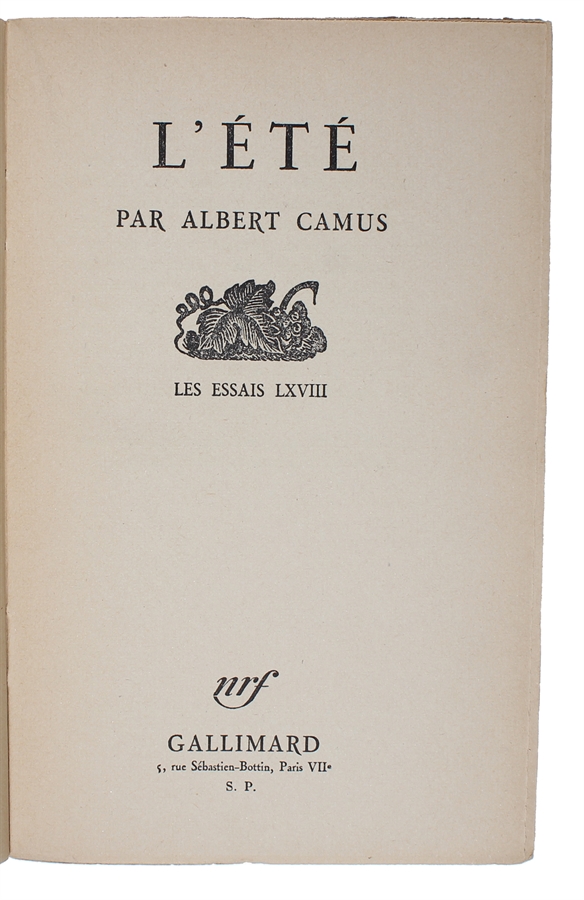 L'ÉTÉ
PAR ALBERT CAMUS
LES ESSAIS LXVIII
nrf
GALLIMARD
5, rue Sébastien-Bottin, Paris VIIe
S. P.